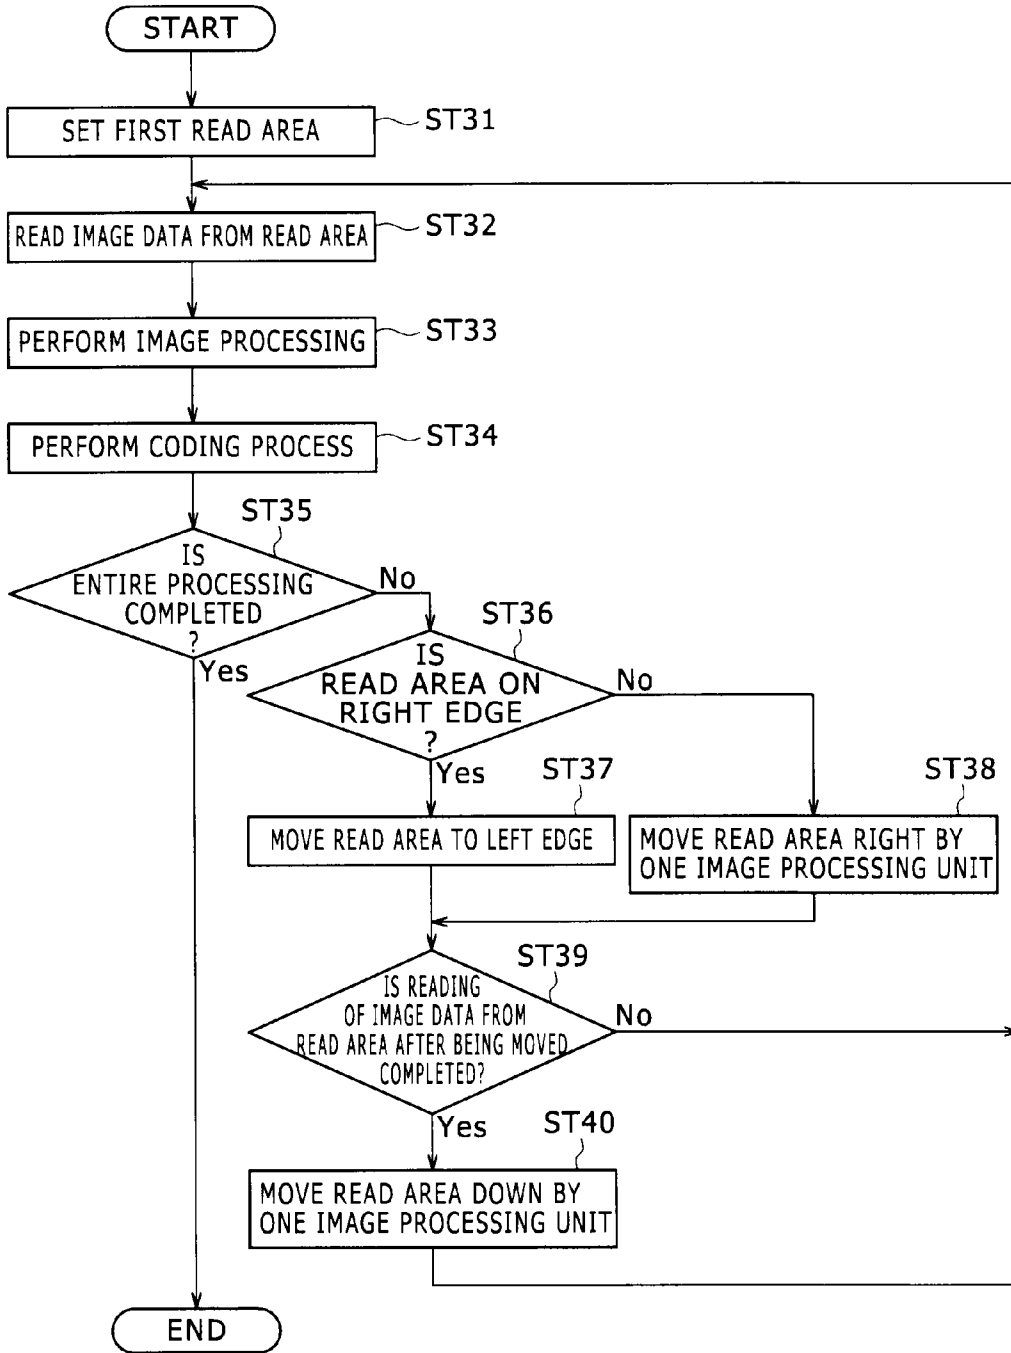 START
SET FIRST READ AREA
ST31
READ IMAGE DATA FROM READ AREA
ST32
PERFORM IMAGE PROCESSING
ST33
PERFORM CODING PROCESS
ST34
ST35
IS
ENTIRE PROCESSING
COMPLETED
?
No
Yes
ST36
IS
READ AREA ON
RIGHT EDGE
?
No
Yes
ST37
MOVE READ AREA TO LEFT EDGE
ST38
MOVE READ AREA RIGHT BY
ONE IMAGE PROCESSING UNIT
ST39
IS READING
OF IMAGE DATA FROM
READ AREA AFTER BEING MOVED
COMPLETED?
No
Yes
ST40
MOVE READ AREA DOWN BY
ONE IMAGE PROCESSING UNIT
END